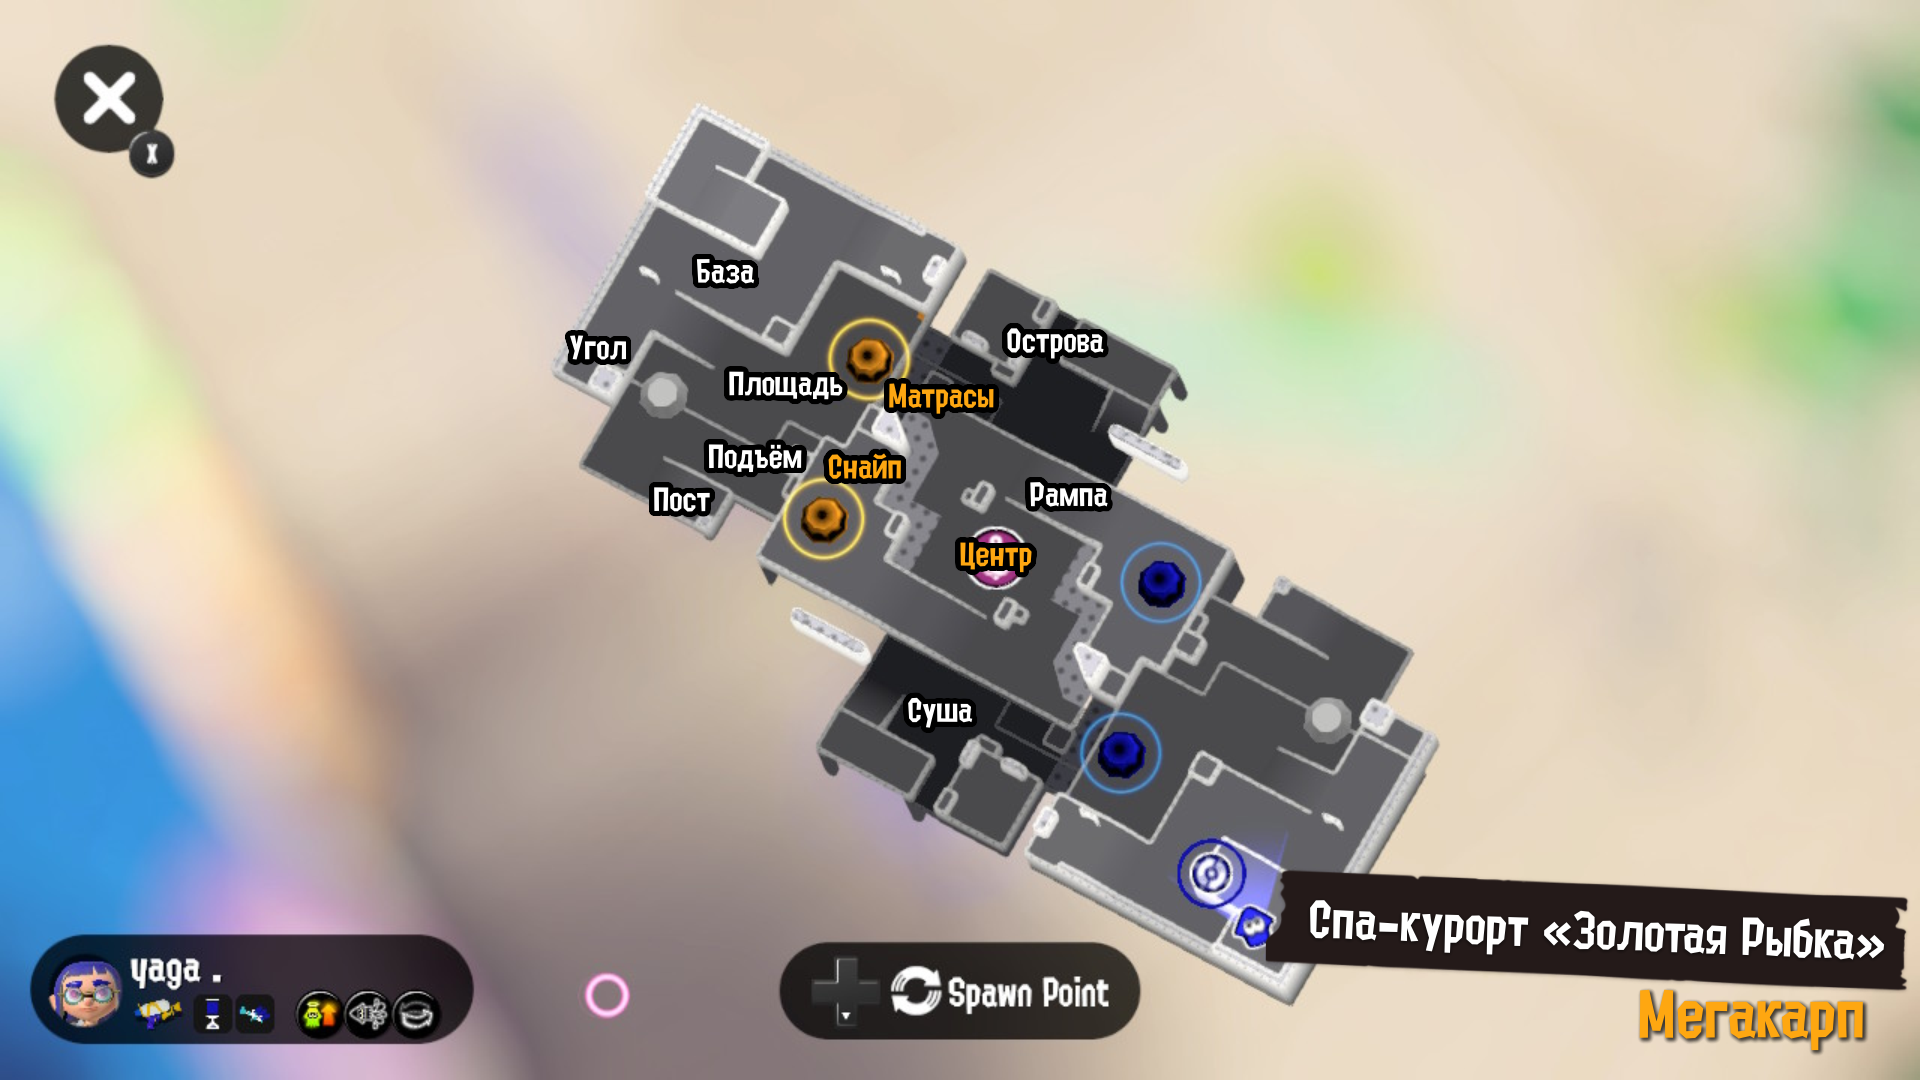 X
База
Угол
Острова
Площадь
Матрасы
Подъём
Снайп
Пост
Рампа
Центр
Суша
Спа-курорт «Золотая Рыбка»
Мегакарп
yaga .
Spawn Point